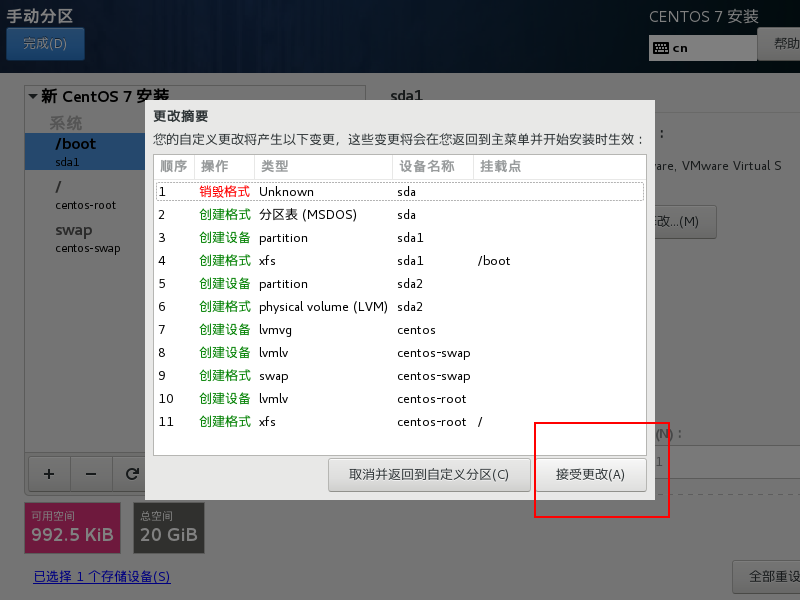 手动分区
CENTOS 7 安装
完成(D)
cn
帮助
新 CentOS 7 安装
sda1
系统
/boot
sda1
/
centos-root
swap
centos-swap
更改摘要
您的自定义更改将产生以下变更，这些变更将会在您返回到主菜单并开始安装时生效：
顺序 操作 类型 设备名称 挂载点
1 销毁格式 Unknown sda
2 创建格式 分区表 (MSDOS) sda
3 创建设备 partition sda1
4 创建格式 xfs sda1 /boot
5 创建设备 partition sda2
6 创建格式 physical volume (LVM) sda2
7 创建设备 lvmvg centos
8 创建设备 lvmlv centos-swap
9 创建格式 swap centos-swap
10 创建设备 lvmlv centos-root
11 创建格式 xfs centos-root /
取消并返回到自定义分区(C)
接受更改(A)
:
are, VMware Virtual S
改...(M)
(N)：
1
+ −
可用空间
992.5 KiB
总空间
20 GiB
已选择 1 个存储设备(S)
全部重设